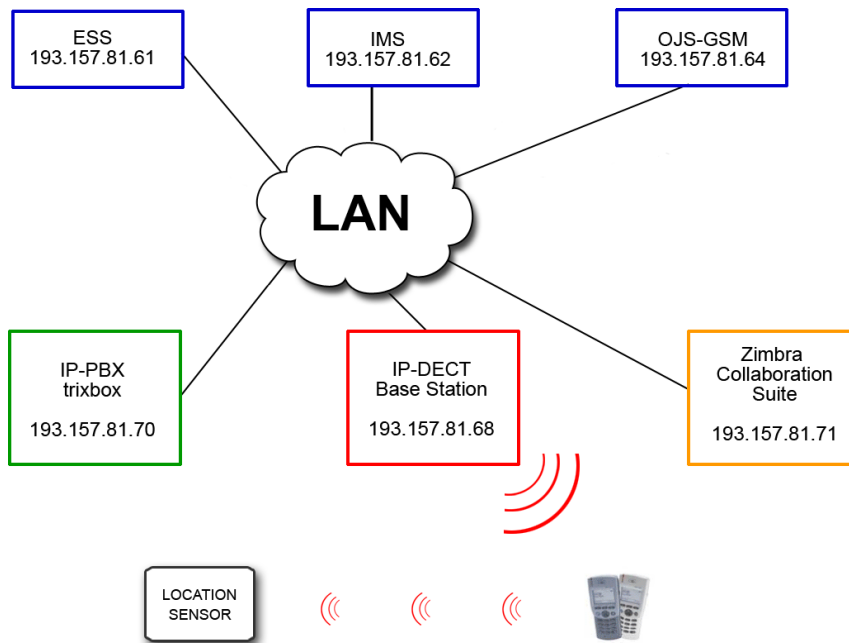 ESS
193.157.81.61
IMS
193.157.81.62
OJS-GSM
193.157.81.64
LAN
IP-PBX
trixbox
193.157.81.70
IP-DECT
Base Station
193.157.81.68
Zimbra
Collaboration
Suite
193.157.81.71
LOCATION
SENSOR